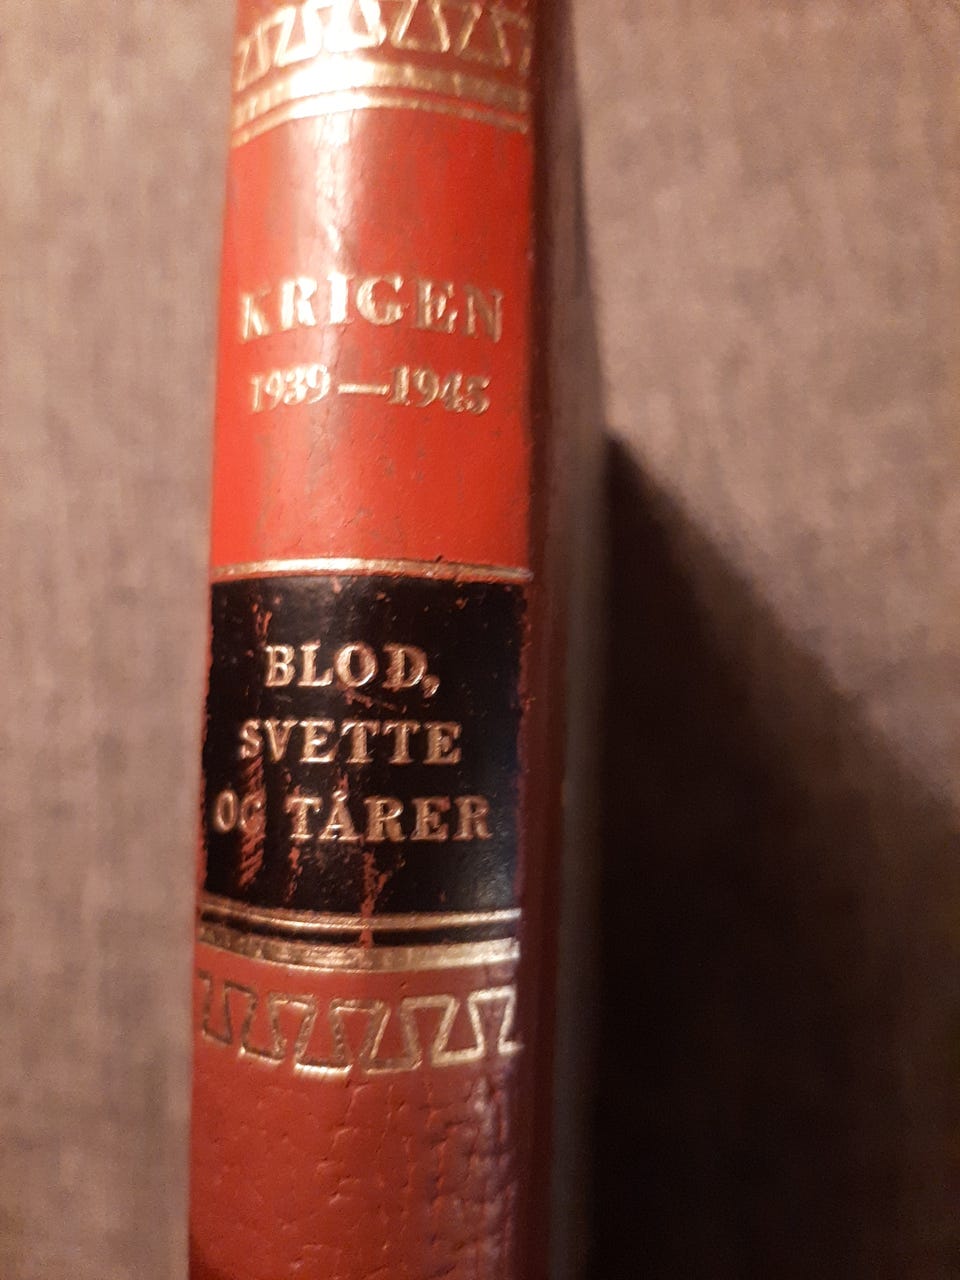 KRIGEN
1939—1945
BLOD,
SVETTE
OG TÅRER